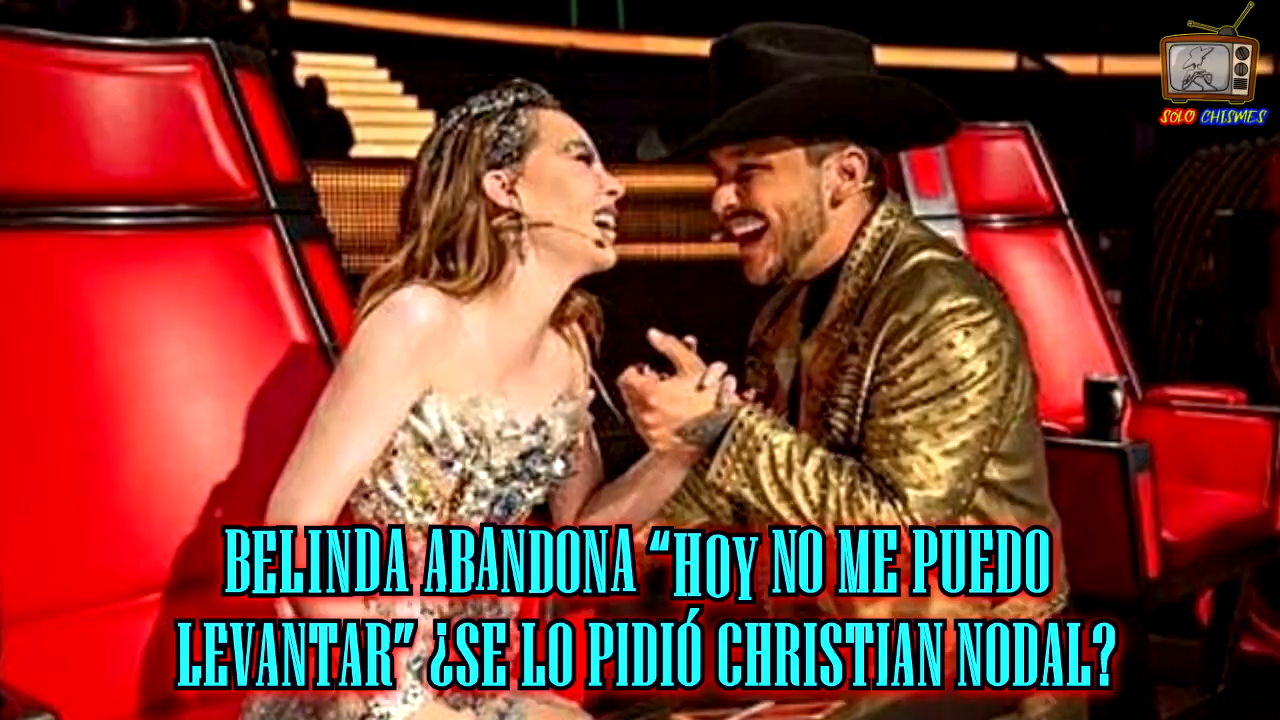 SOLO CHISMES
BELINDA ABANDONA “HOY NO ME PUEDO
LEVANTAR” ¿SE LO PIDIÓ CHRISTIAN NODAL?